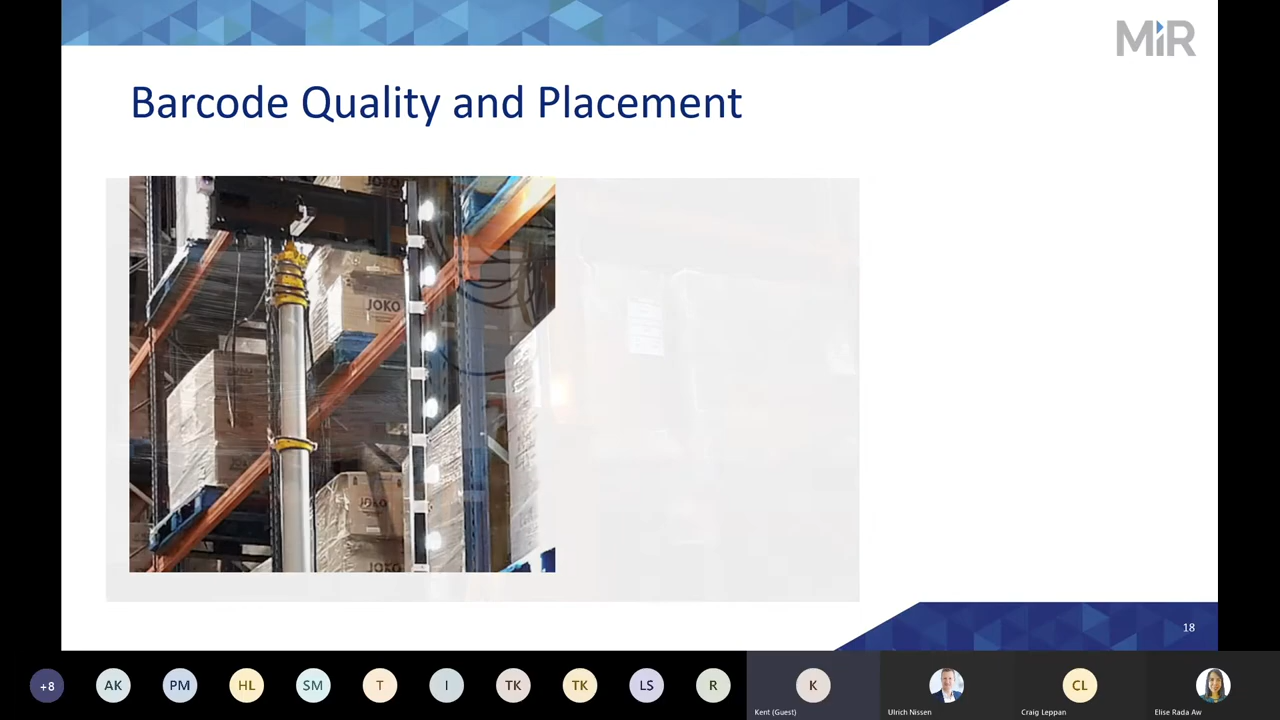 MiR
Barcode Quality and Placement
JOKO
JOKO
JOKO
JOKO
18
+8
AK
PM
HL
SM
T
I
TK
TK
LS
R
K
CL
Kent (Guest)
Ulrich Nissen
Craig Leppan
Elise Rada Aw